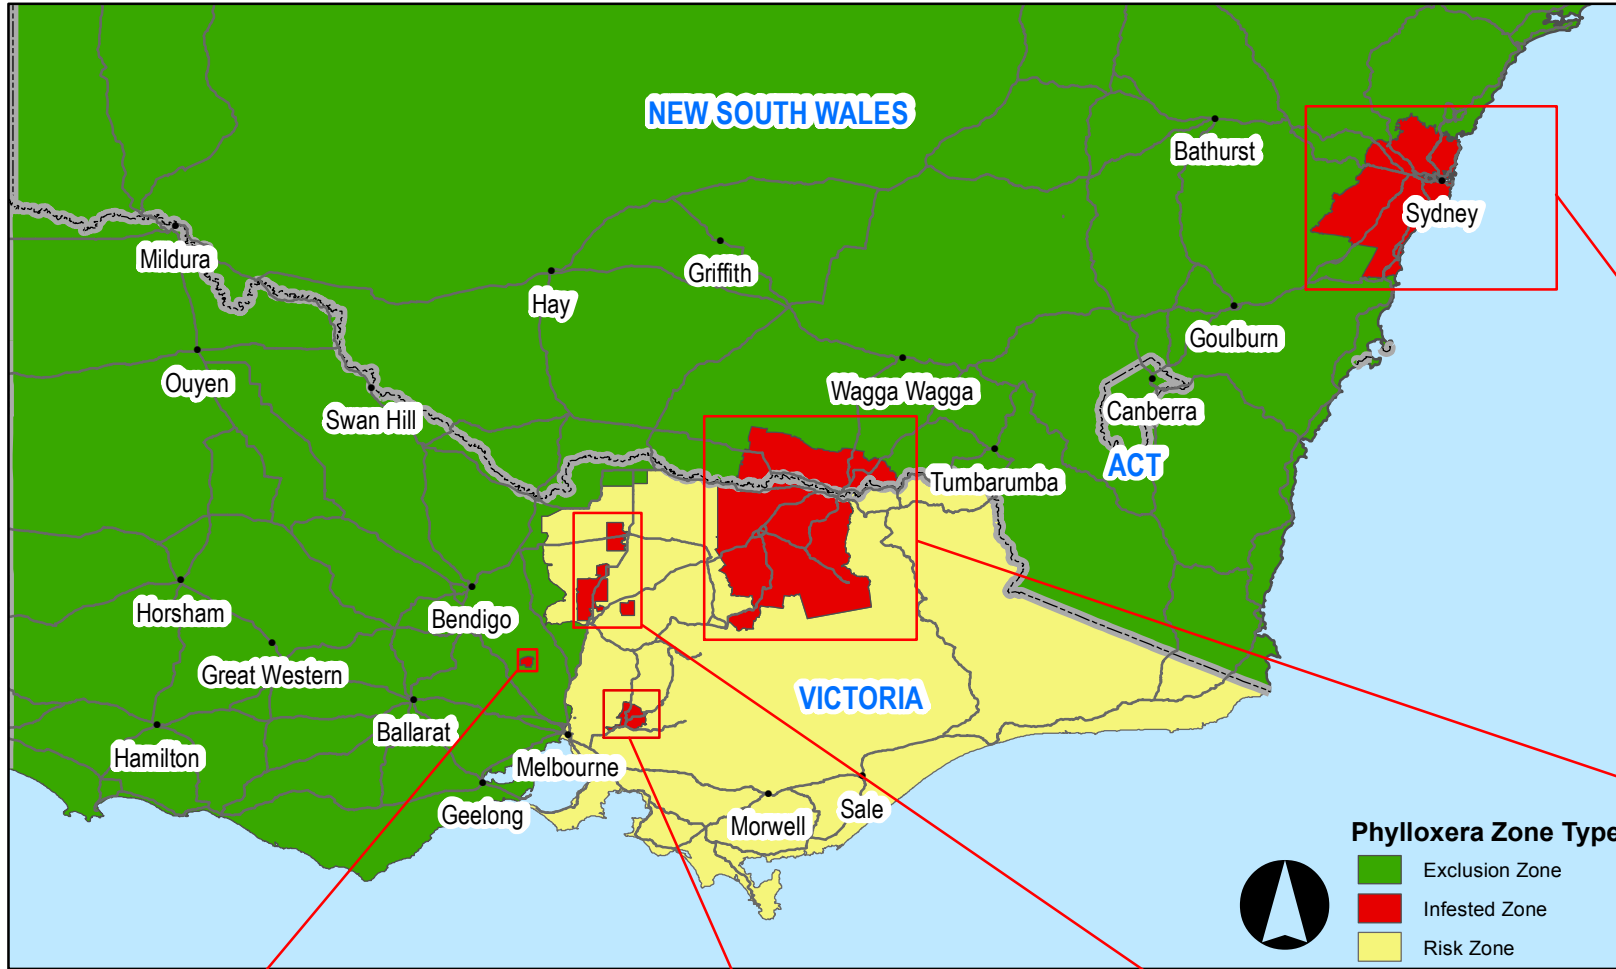 NEW SOUTH WALES
Bathurst
Sydney
Mildura
Griffith
Hay
Goulburn
Ouyen
Wagga Wagga
Canberra
Swan Hill
ACT
Tumbarumba
Horsham
Bendigo
Great Western
VICTORIA
Ballarat
Hamilton
Melbourne
Geelong
Sale
Morwell
Phylloxera Zone Type
Exclusion Zone
Infested Zone
Risk Zone